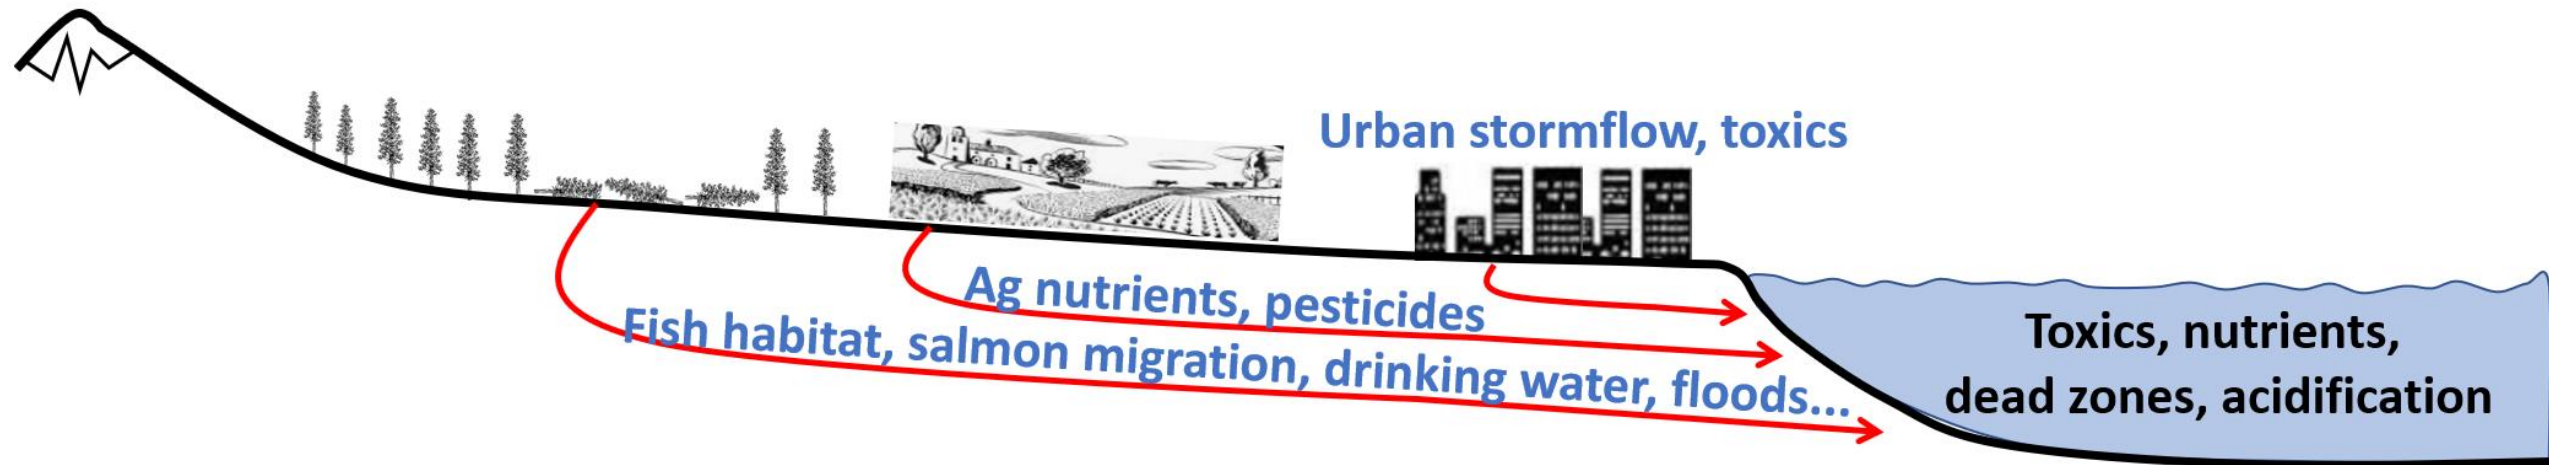 Urban stormflow, toxics
Ag nutrients, pesticides
Fish habitat, salmon migration, drinking water, floods...
Toxics, nutrients,
dead zones, acidification